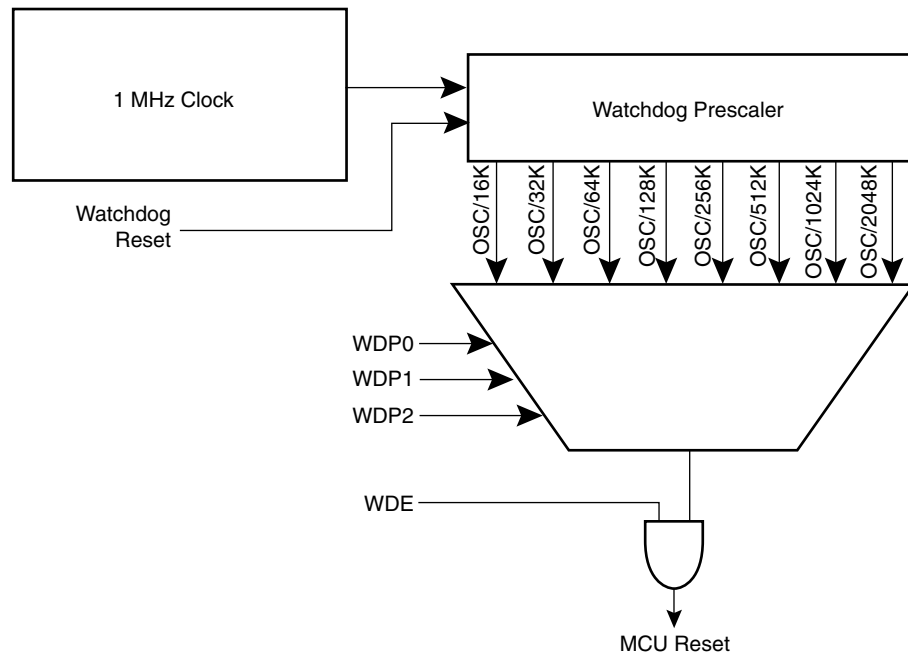 1 MHz Clock
Watchdog Prescaler
Watchdog
Reset
OSC/16K
OSC/32K
OSC/64K
OSC/128K
OSC/256K
OSC/512K
OSC/1024K
OSC/2048K
WDP0
WDP1
WDP2
WDE
MCU Reset